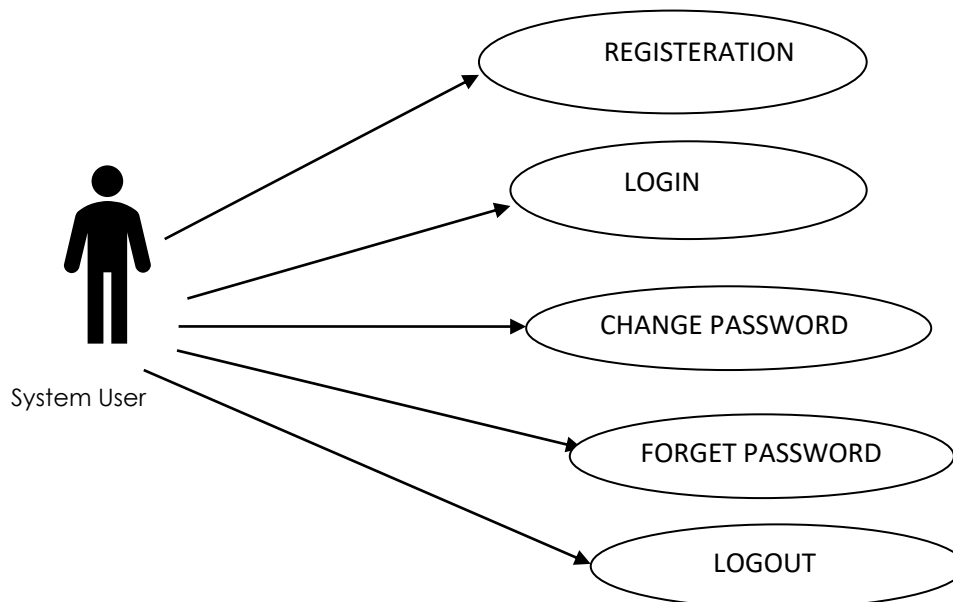 REGISTERATION
LOGIN
CHANGE PASSWORD
System User
FORGET PASSWORD
LOGOUT